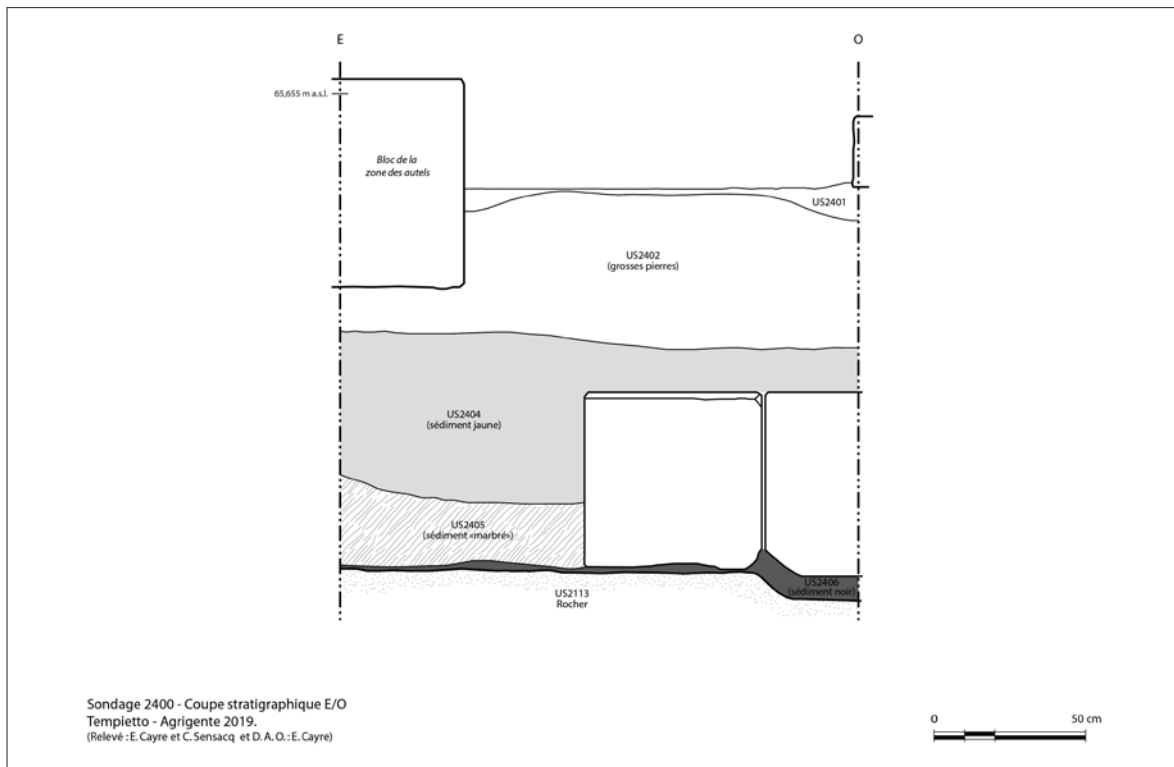 E
O
65,655 m a.s.l.
Bloc de la
zone des autels
US2401
US2402
(grosses pierres)
US2404
(sédiment jaune)
US2405
(sédiment «marbré»)
US2406
(sédiment noir)
US2113
Rocher
Sondage 2400 - Coupe stratigraphique E/O
Tempietto - Agrigente 2019.
(Relevé : E. Cayre et C. Sensacq et D. A. O. : E. Cayre)
0
50 cm